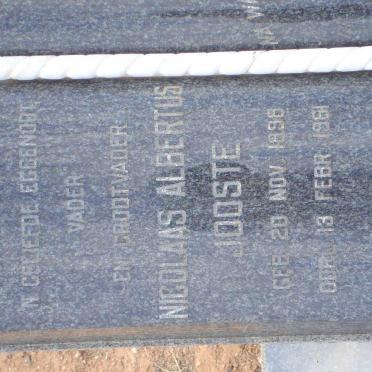 'N GELIEFDE EGGENOOT
VADER
EN GROOTVADER
NICOLAAS ALBERTUS
JOOSTE
GEB. 20 NOV. 1896
OORL. 13 FEBR. 1961